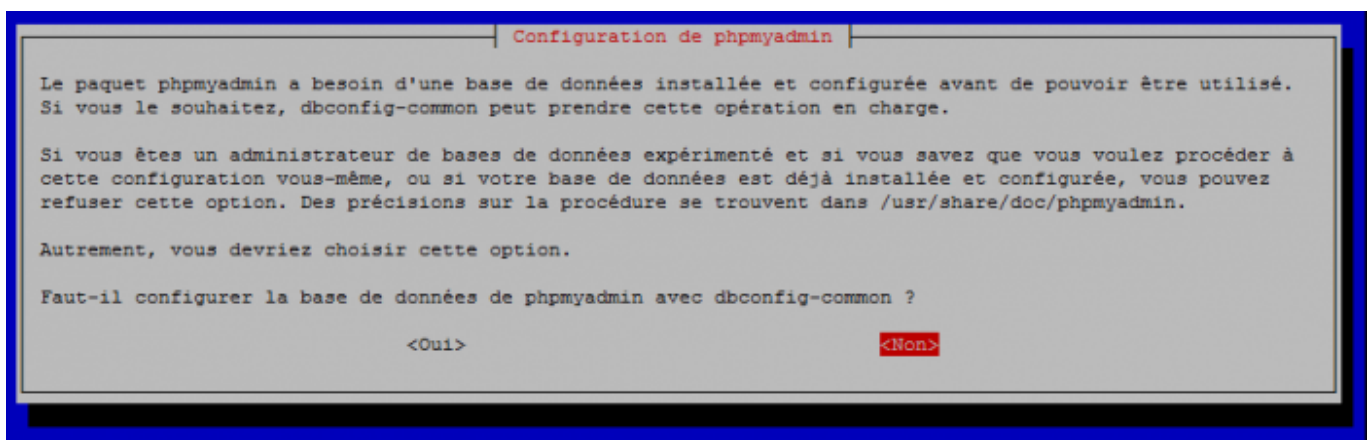 Configuration de phpmyadmin
Le paquet phpmyadmin a besoin d'une base de données installée et configurée avant de pouvoir être utilisé.
Si vous le souhaitez, dbconfig-common peut prendre cette opération en charge.
Si vous êtes un administrateur de bases de données expérimenté et si vous savez que vous voulez procéder à
cette configuration vous-même, ou si votre base de données est déjà installée et configurée, vous pouvez
refuser cette option. Des précisions sur la procédure se trouvent dans /usr/share/doc/phpmyadmin.
Autrement, vous devriez choisir cette option.
Faut-il configurer la base de données de phpmyadmin avec dbconfig-common ?
<Oui> <Non>